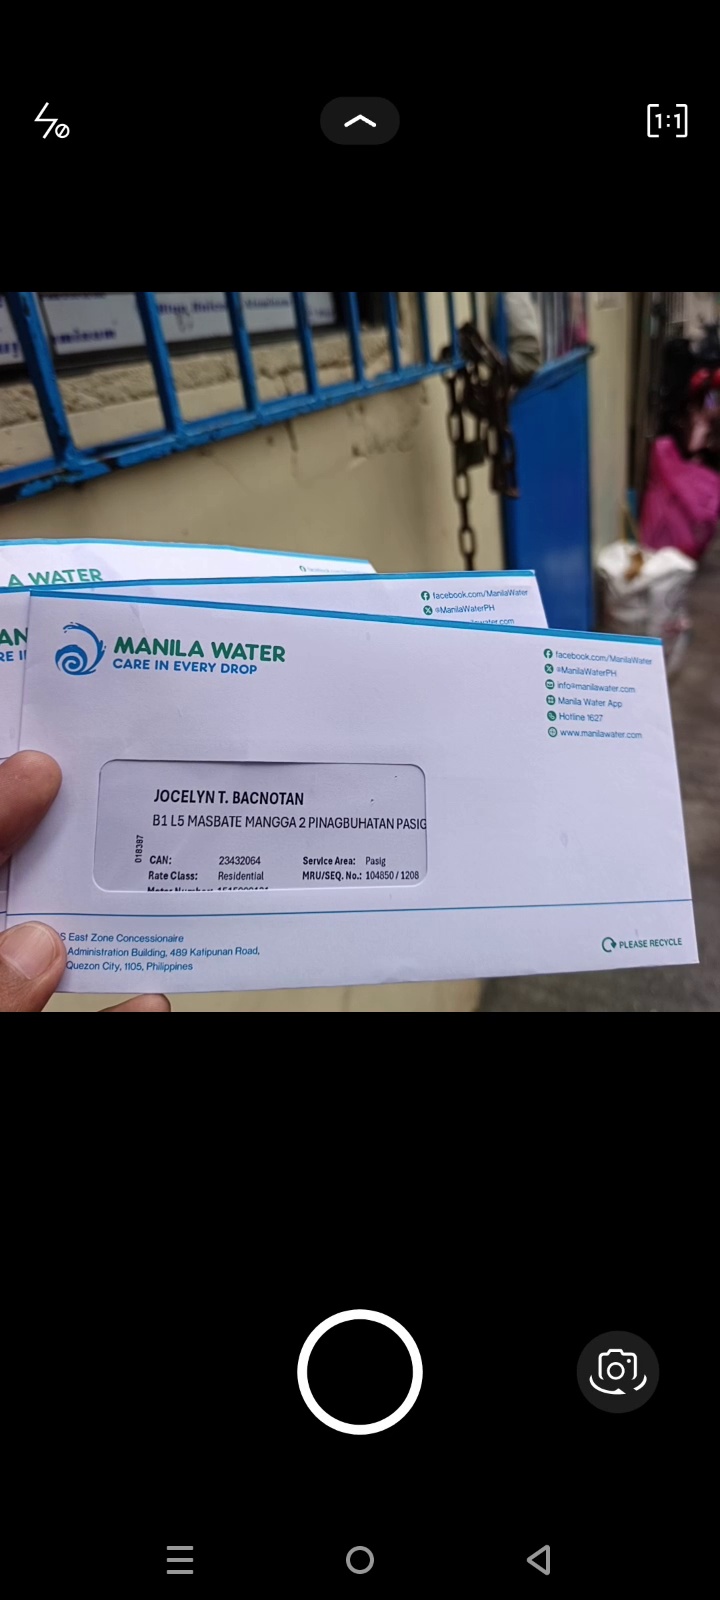 1:1
A WATER
facebook.com/ManilaWater
@ManilaWaterPH
MANILA WATER
CARE IN EVERY DROP
facebook.com/ManilaWater
@ManilaWaterPH
info@manilawater.com
Manila Water App
Hotline 1627
www.manilawater.com
JOCELYN T. BACNOTAN
B1 L5 MASBATE MANGGA 2 PINAGBUHATAN PASIG
018387
CAN: 23432064 Service Area: Pasig
Rate Class: Residential MRU/SEQ. No.: 104850 / 1208
East Zone Concessionaire
Administration Building, 489 Katipunan Road,
Quezon City, 1105, Philippines
PLEASE RECYCLE